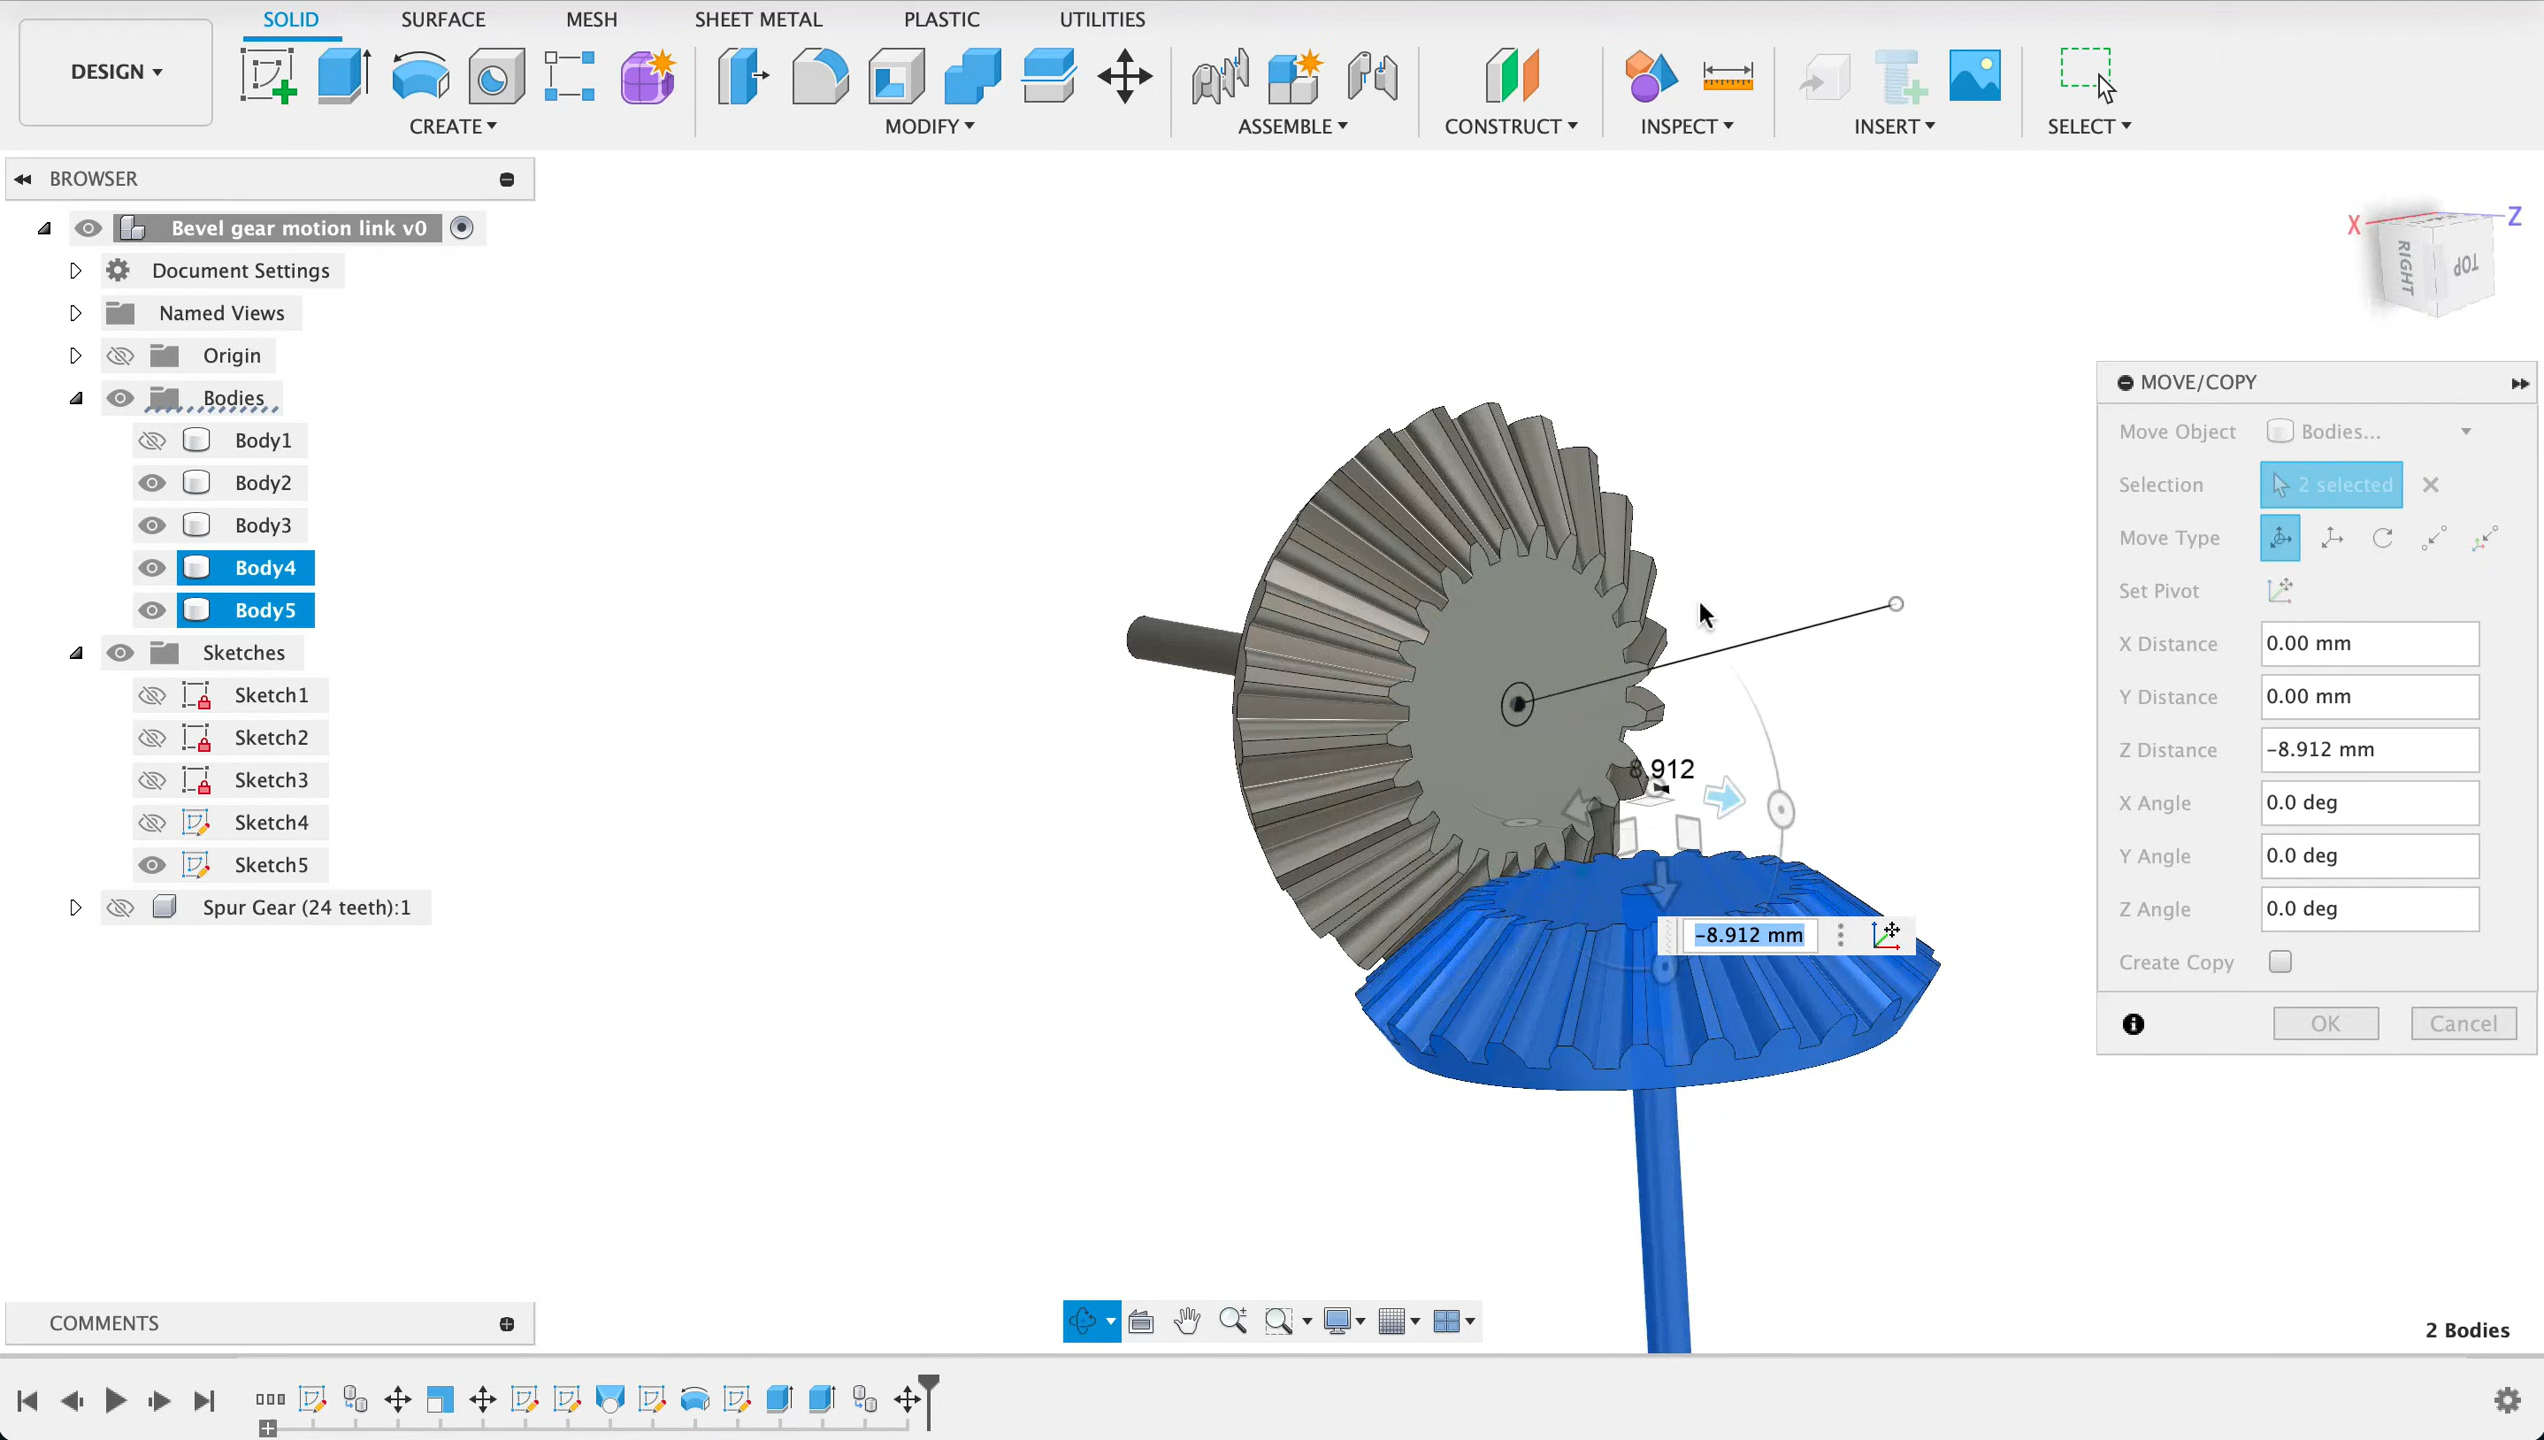 SOLID SURFACE MESH SHEET METAL PLASTIC UTILITIES
DESIGN
CREATE MODIFY ASSEMBLE CONSTRUCT INSPECT INSERT SELECT
BROWSER
Bevel gear motion link v0
Document Settings
Named Views
Origin
Bodies
Body1
Body2
Body3
Body4
Body5
Sketches
Sketch1
Sketch2
Sketch3
Sketch4
Sketch5
Spur Gear (24 teeth):1
X Z
RIGHT TOP
8.912
-8.912 mm
MOVE/COPY
Move Object Bodies...
Selection 2 selected
Move Type
Set Pivot
X Distance 0.00 mm
Y Distance 0.00 mm
Z Distance -8.912 mm
X Angle 0.0 deg
Y Angle 0.0 deg
Z Angle 0.0 deg
Create Copy
OK Cancel
COMMENTS
2 Bodies